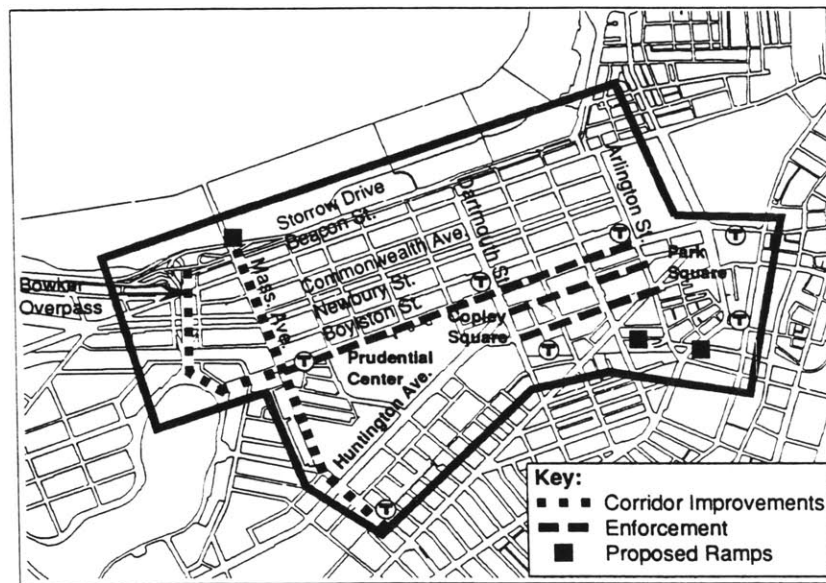 Storrow Drive
Beacon St.
Commonwealth Ave.
Newbury St.
Boylston St.
Mass Ave.
Dartmouth St.
Arlington St.
Park
Square
Bowker
Overpass
Copley
Square
Prudential
Center
Huntington Ave.
T
T
T
T
T
T
T
Key:
Corridor Improvements
Enforcement
Proposed Ramps